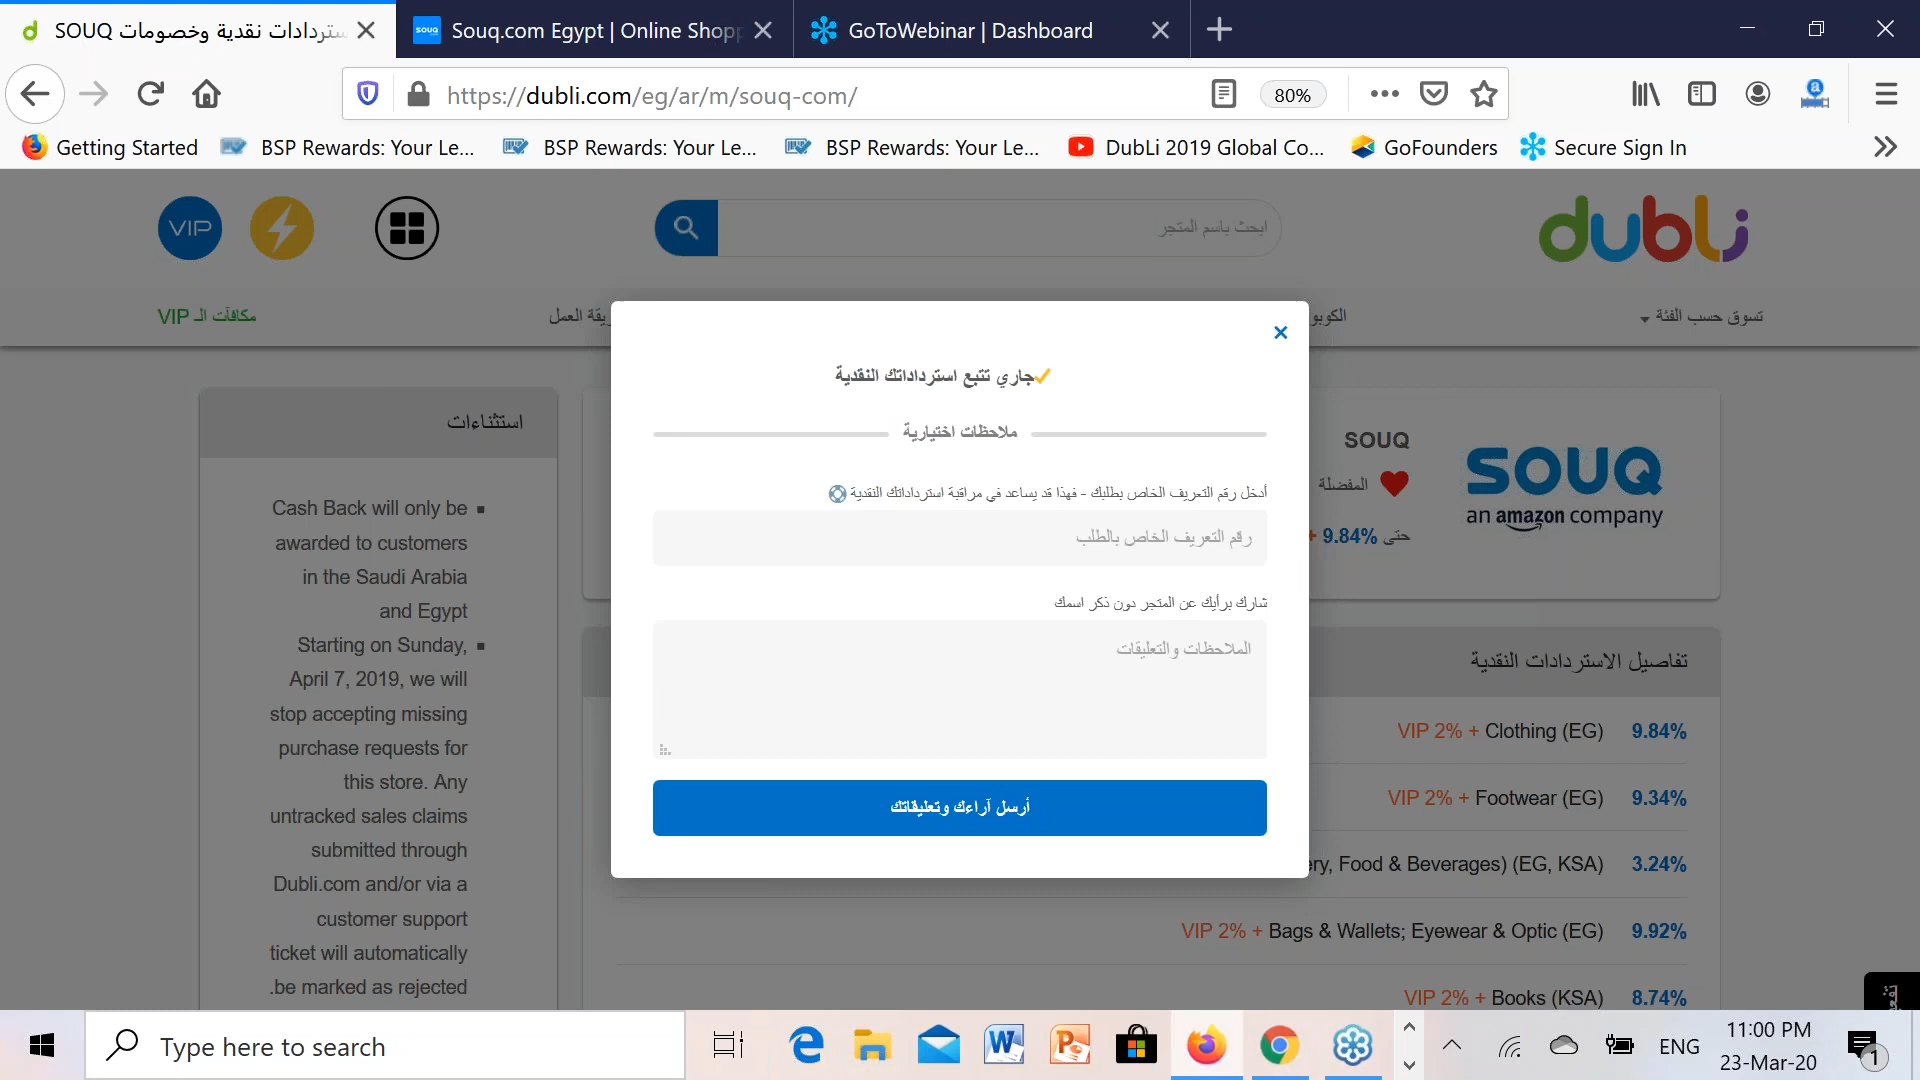 SOUQ استردادات نقدية وخصومات
Souq.com Egypt | Online Shopp
GoToWebinar | Dashboard
https://dubli.com/eg/ar/m/souq-com/
80%
Getting Started
BSP Rewards: Your Le...
BSP Rewards: Your Le...
BSP Rewards: Your Le...
DubLi 2019 Global Co...
GoFounders
Secure Sign In
VIP
ابحث باسم المتجر
dubli
تسوق حسب الفئة
مكافآت الـ VIP
جاري تتبع استرداداتك النقدية
ملاحظات اختيارية
أدخل رقم التعريف الخاص بطلبك - فهذا قد يساعد في مراقبة استرداداتك النقدية
رقم التعريف الخاص بالطلب
شارك برأيك عن المتجر دون ذكر اسمك
الملاحظات والتعليقات
أرسل آراءك وتعليقاتك
SOUQ
المفضلة
حتى 9.84% +
souq
an amazon company
تفاصيل الاستردادات النقدية
VIP 2% + Clothing (EG) 9.84%
VIP 2% + Footwear (EG) 9.34%
Food & Beverages) (EG, KSA) 3.24%
VIP 2% + Bags & Wallets; Eyewear & Optic (EG) 9.92%
VIP 2% + Books (KSA) 8.74%
استثناءات
Cash Back will only be
awarded to customers
in the Saudi Arabia
and Egypt
Starting on Sunday,
April 7, 2019, we will
stop accepting missing
purchase requests for
this store. Any
untracked sales claims
submitted through
Dubli.com and/or via a
customer support
ticket will automatically
be marked as rejected.
Type here to search
ENG
11:00 PM
23-Mar-20
1